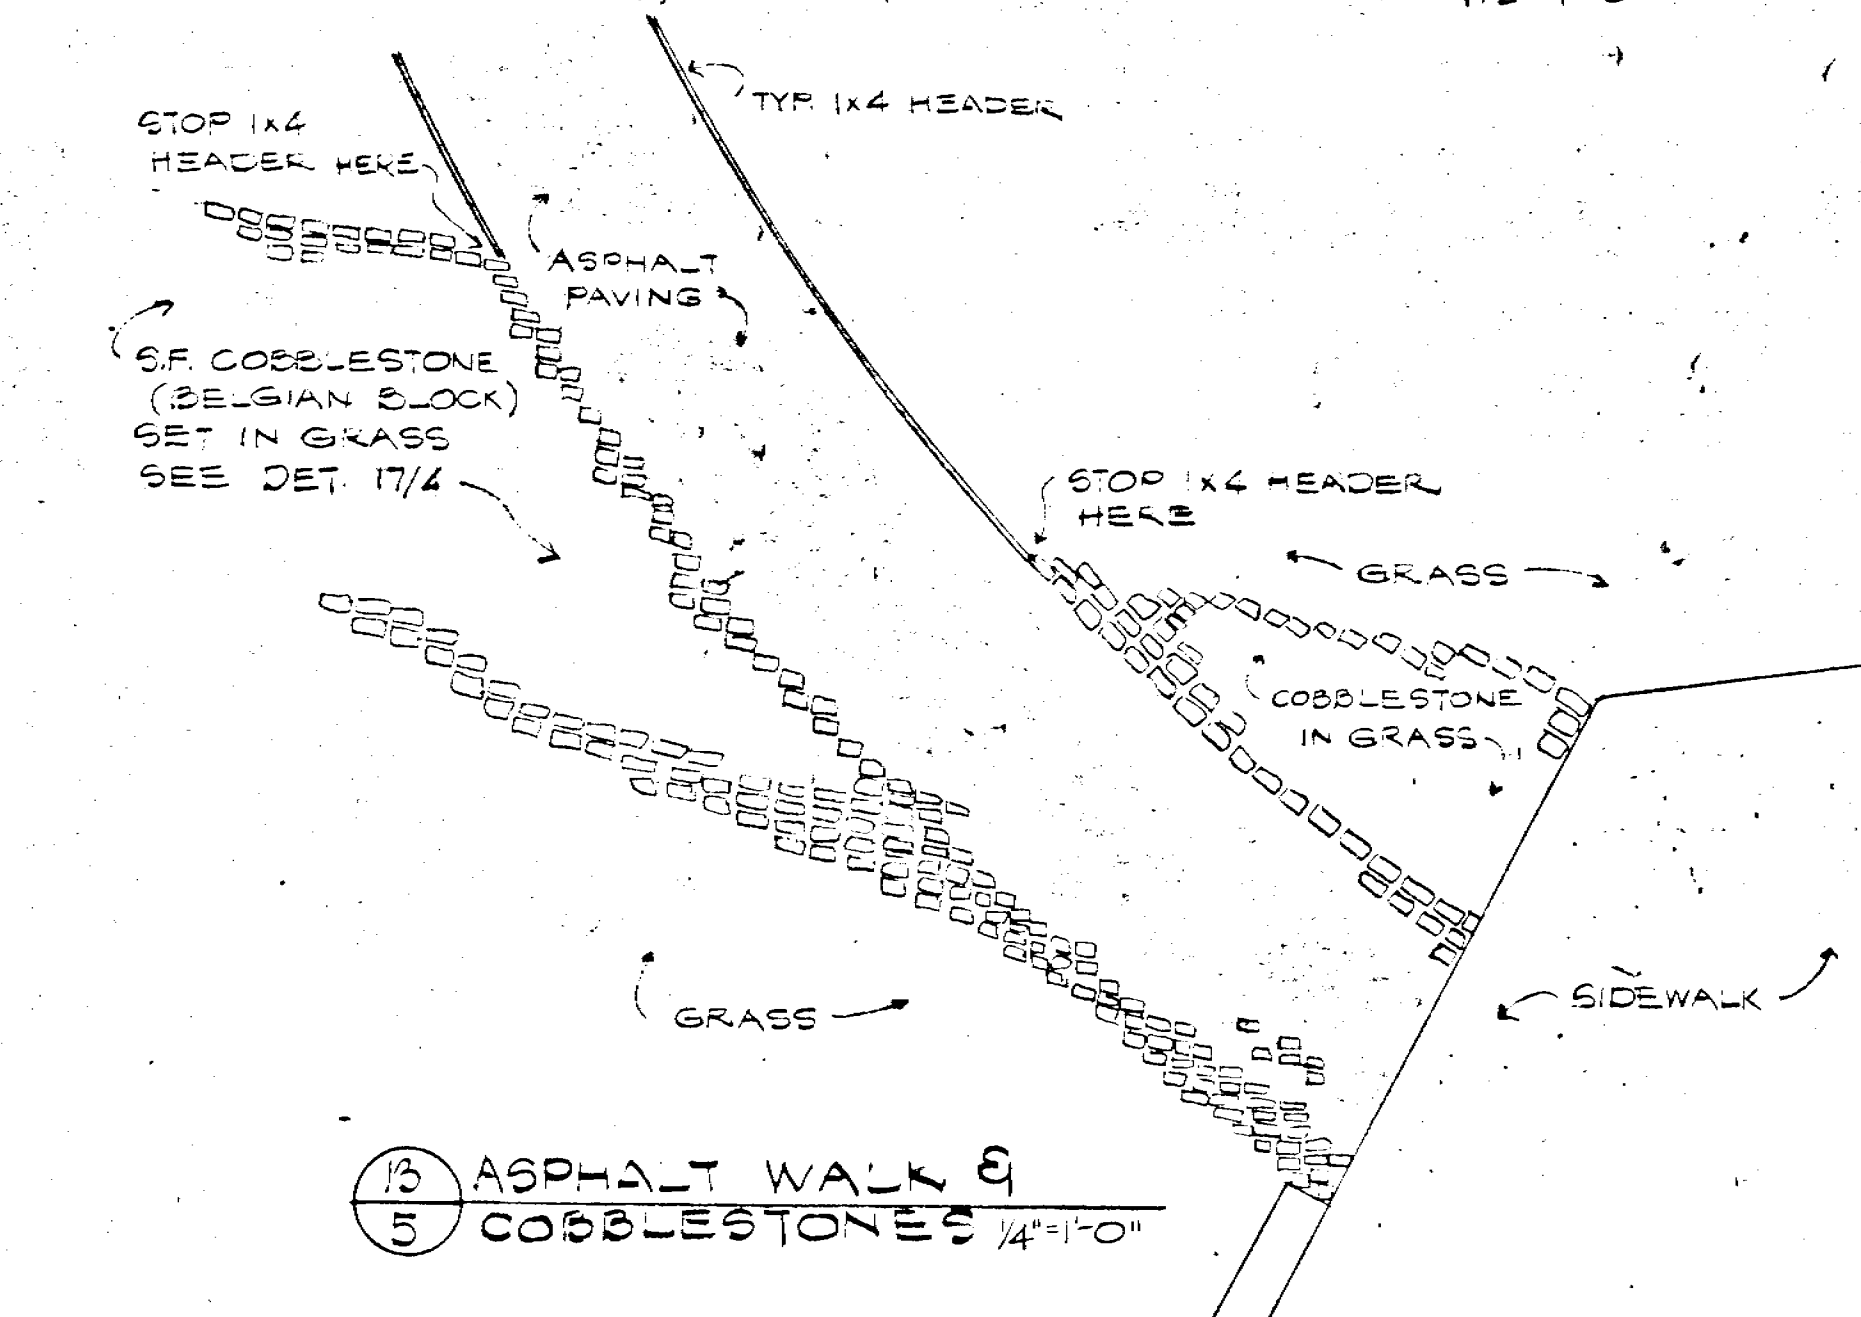 TYP. 1x4 HEADER
STOP 1x4
HEADER HERE
ASPHALT
PAVING
S.F. COBBLESTONE
(BELGIAN BLOCK)
SET IN GRASS
SEE DET. 17/4
STOP 1x4 HEADER
HERE
GRASS
COBBLESTONE
IN GRASS
SIDEWALK
GRASS
13 ASPHALT WALK &
5 COBBLESTONES 1/4"=1'-0"